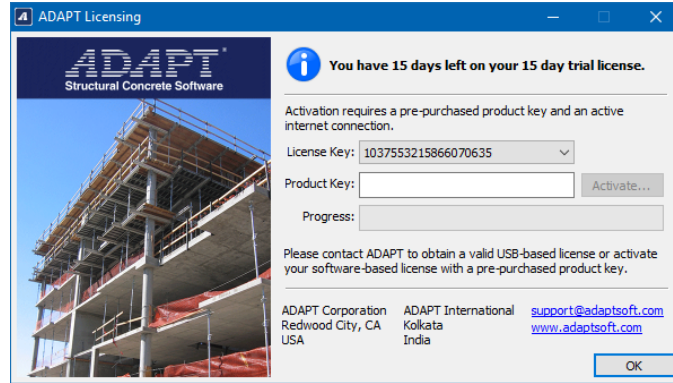 ADAPT Licensing
ADAPT
Structural Concrete Software
You have 15 days left on your 15 day trial license.
Activation requires a pre-purchased product key and an active
internet connection.
License Key: 1037553215866070635
Product Key: Activate...
Progress:
Please contact ADAPT to obtain a valid USB-based license or activate
your software-based license with a pre-purchased product key.
ADAPT Corporation ADAPT International support@adaptsoft.com
Redwood City, CA Kolkata www.adaptsoft.com
USA India
OK